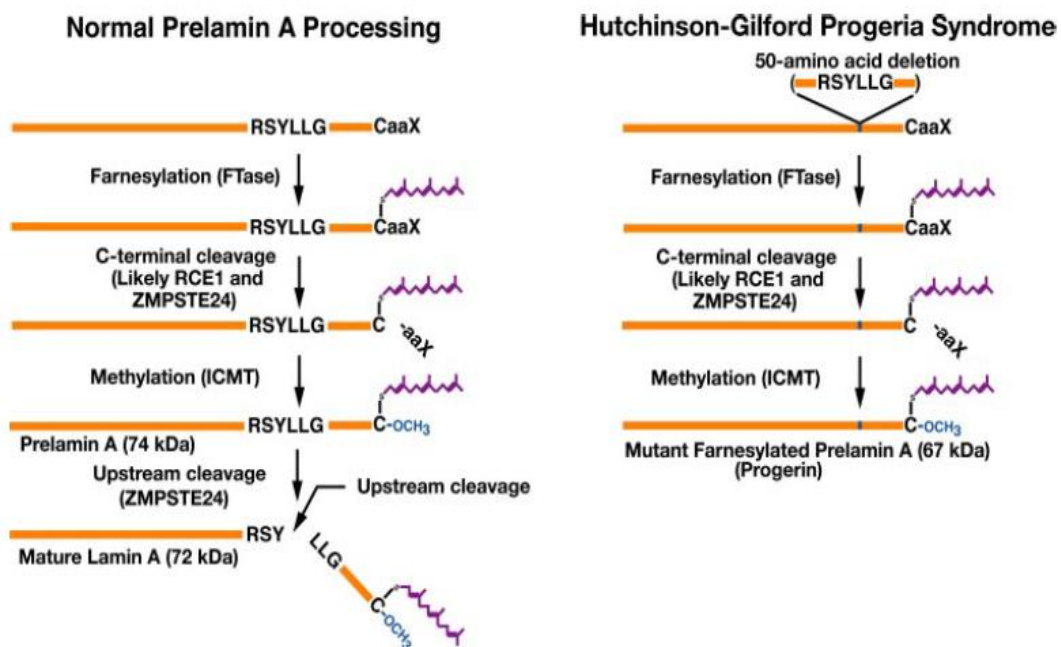 Normal Prelamin A Processing
RSYLLG CaaX
Farnesylation (FTase)
RSYLLG CaaX
C-terminal cleavage
(Likely RCE1 and
ZMPSTE24)
RSYLLG C -aaX
Methylation (ICMT)
RSYLLG C-OCH3
Prelamin A (74 kDa)
Upstream cleavage
(ZMPSTE24)
Upstream cleavage
RSY
LLG
Mature Lamin A (72 kDa)
C-OCH3
Hutchinson-Gilford Progeria Syndrome
50-amino acid deletion
( RSYLLG )
CaaX
Farnesylation (FTase)
CaaX
C-terminal cleavage
(Likely RCE1 and
ZMPSTE24)
C -aaX
Methylation (ICMT)
C-OCH3
Mutant Farnesylated Prelamin A (67 kDa)
(Progerin)